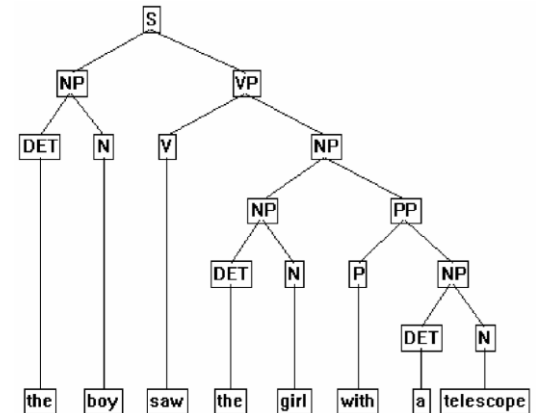 S
NP VP
DET N V NP
NP PP
DET N P NP
DET N
the boy saw the girl with a telescope